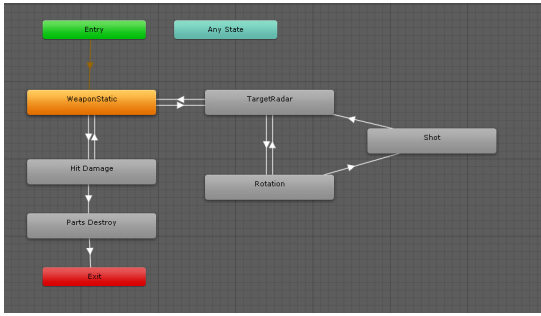 Entry
Any State
WeaponStatic
TargetRadar
Shot
Hit Damage
Rotation
Parts Destroy
Exit